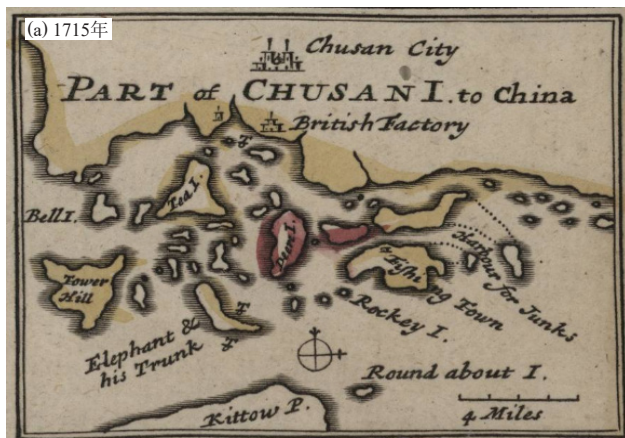 (a) 1715年
Chusan City
PART of CHUSAN I. to China
British Factory
Tea I.
Bell I.
Deer I.
Tower
Hill
Fishing Town
Harbour for Junks
Rockey I.
Elephant &
his Trunk
Round about I.
Kittow P.
4 Miles